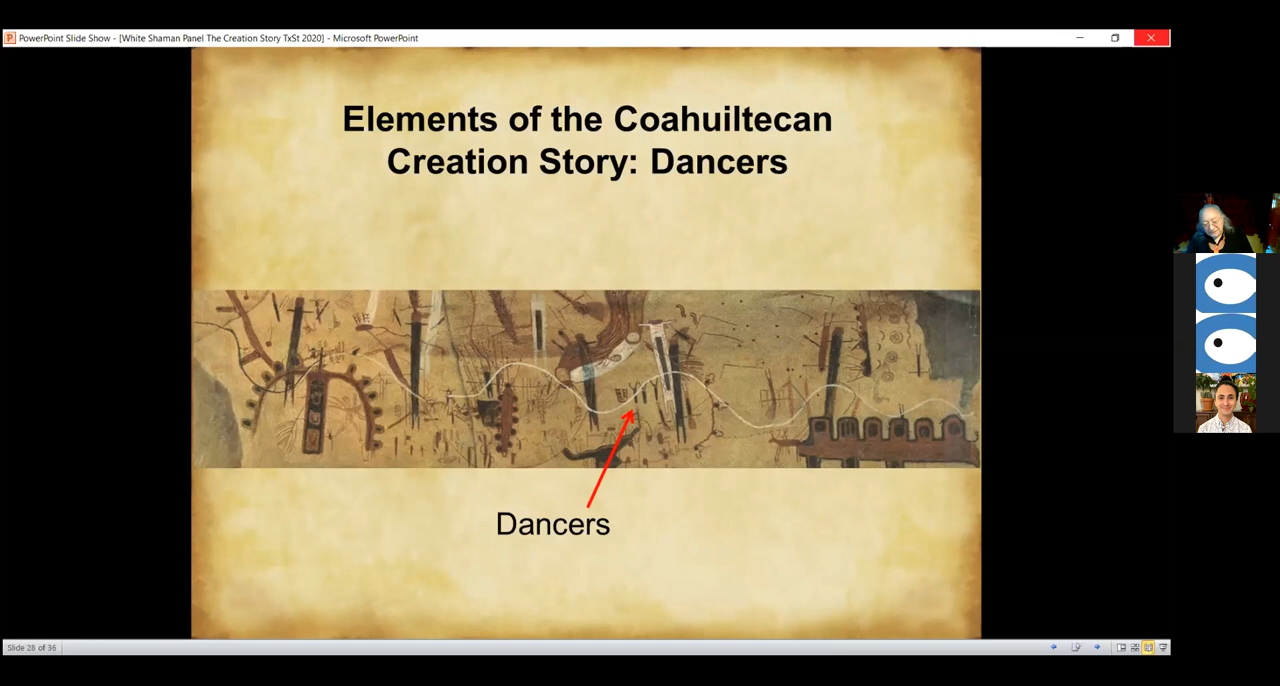 PowerPoint Slide Show - [White Shaman Panel The Creation Story TxSt 2020] - Microsoft PowerPoint
Elements of the Coahuiltecan
Creation Story: Dancers
Dancers
Slide 28 of 36